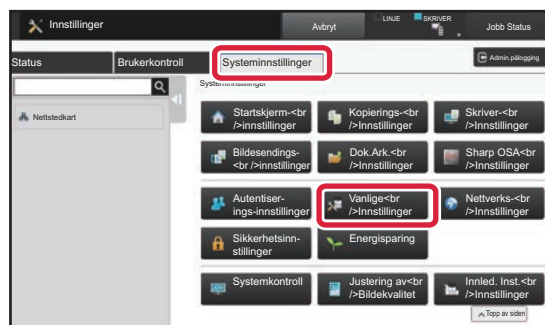 Innstillinger
Avbryt
LINJE
SKRIVER
Jobb Status
Status
Brukerkontroll
Systeminnstillinger
Admin.pålogging
Systeminnstillinger
Nettstedkart
Startskjerm-<br
/>innstillinger
Kopierings-<br
/>Innstillinger
Skriver-<br
/>Innstillinger
Bildesendings-
<br />innstillinger
Dok.Ark.<br
/>Innstillinger
Sharp OSA<br
/>Innstillinger
Autentiser-
ings-innstillinger
Vanlige<br
/>Innstillinger
Nettverks-<br
/>Innstillinger
Sikkerhetsinn-
stillinger
Energisparing
Systemkontroll
Justering av<br
/>Bildekvalitet
Innled. Inst.<br
/>Innstillinger
Topp av siden